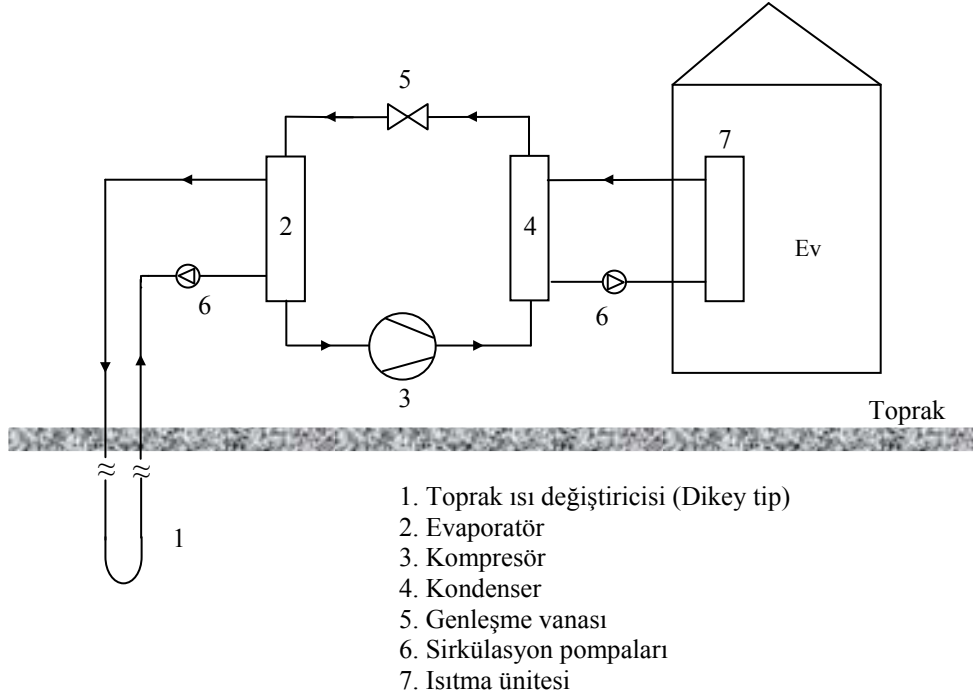 5
7
2
4
Ev
6
6
3
Toprak
1
1. Toprak ısı değiştiricisi (Dikey tip)
2. Evaporatör
3. Kompresör
4. Kondenser
5. Genleşme vanası
6. Sirkülasyon pompaları
7. Isıtma ünitesi